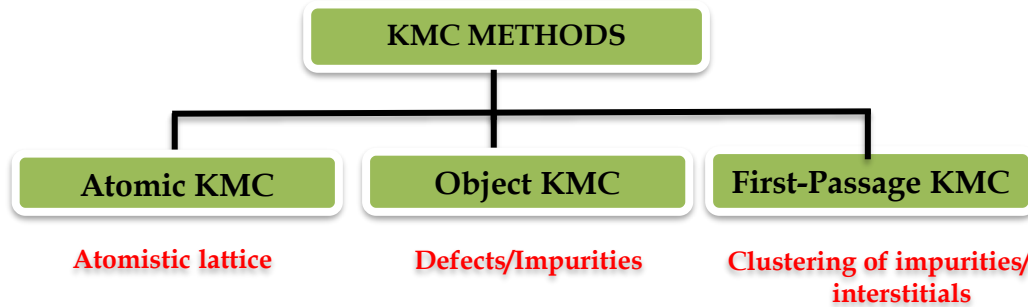 KMC METHODS
Atomic KMC
Object KMC
First-Passage KMC
Atomistic lattice
Defects/Impurities
Clustering of impurities/
interstitials